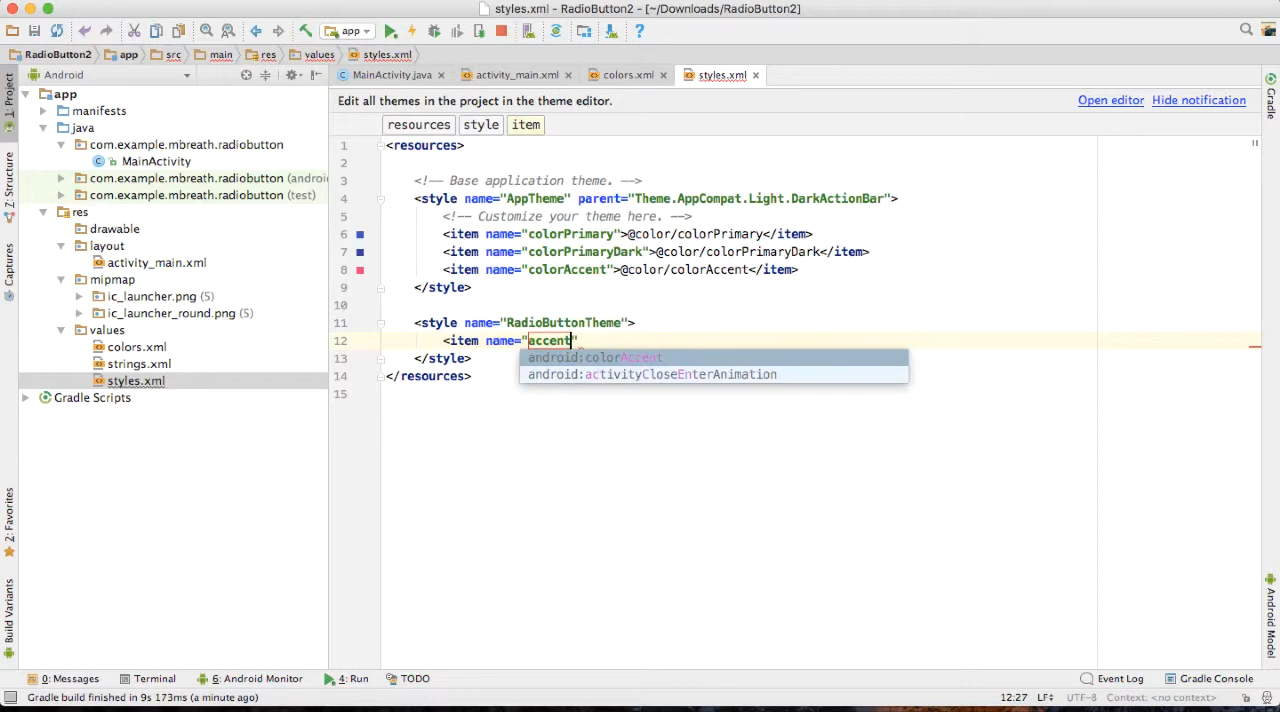 styles.xml - RadioButton2 - [~/Downloads/RadioButton2]
app
RadioButton2 app src main res values styles.xml
Android
MainActivity.java activity_main.xml colors.xml styles.xml
Edit all themes in the project in the theme editor. Open editor Hide notification
resources style item
1: Project
Z: Structure
Captures
2: Favorites
Build Variants
app
manifests
java
com.example.mbreath.radiobutton
MainActivity
com.example.mbreath.radiobutton (androi
com.example.mbreath.radiobutton (test)
res
drawable
layout
activity_main.xml
mipmap
ic_launcher.png (5)
ic_launcher_round.png (5)
values
colors.xml
strings.xml
styles.xml
Gradle Scripts
1 <resources>
2
3 <!-- Base application theme. -->
4 <style name="AppTheme" parent="Theme.AppCompat.Light.DarkActionBar">
5 <!-- Customize your theme here. -->
6 <item name="colorPrimary">@color/colorPrimary</item>
7 <item name="colorPrimaryDark">@color/colorPrimaryDark</item>
8 <item name="colorAccent">@color/colorAccent</item>
9 </style>
10
11 <style name="RadioButtonTheme">
12 <item name="accent"
13 </style>
android:colorAccent
android:activityCloseEnterAnimation
14 </resources>
15
Gradle
Android Model
0: Messages Terminal 6: Android Monitor 4: Run TODO Event Log Gradle Console
Gradle build finished in 9s 173ms (a minute ago) 12:27 LF UTF-8 Context: <no context>